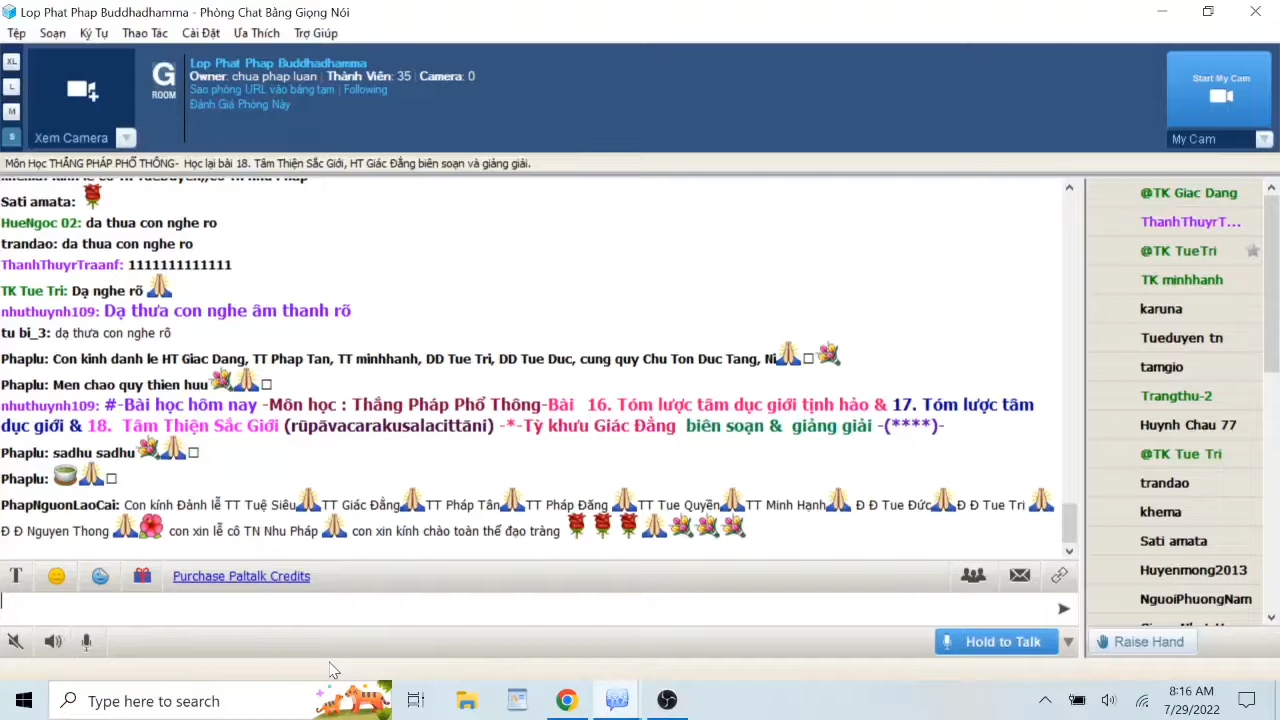 Lop Phat Phap Buddhadhamma - Phòng Chat Bằng Giọng Nói
Tệp Soạn Ký Tự Thao Tác Cài Đặt Ưa Thích Trợ Giúp
XL
L
M
S
Xem Camera
G
ROOM
Lop Phat Phap Buddhadhamma
Owner: chua phap luan | Thành Viên: 35 | Camera: 0
Sao phòng URL vào bảng tạm | Following
Đánh Giá Phòng Này
Start My Cam
My Cam
Môn Học THẮNG PHÁP PHỔ THÔNG- Học lại bài 18. Tâm Thiện Sắc Giới, HT Giác Đẳng biên soạn và giảng giải.
Sati amata:
HueNgoc 02: da thua con nghe ro
trandao: da thua con nghe ro
ThanhThuyrTraanf: 1111111111111
TK Tue Tri: Dạ nghe rõ
nhuthuynh109: Dạ thưa con nghe âm thanh rõ
tu bi_3: dạ thưa con nghe rõ
Phaplu: Con kinh danh le HT Giac Dang, TT Phap Tan, TT minhhanh, DD Tue Tri, DD Tue Duc, cung quy Chu Ton Duc Tang, Ni
Phaplu: Men chao quy thien huu
nhuthuynh109: #-Bài học hôm nay -Môn học : Thắng Pháp Phổ Thông-Bài 16. Tóm lược tâm dục giới tịnh hảo & 17. Tóm lược tâm
dục giới & 18. Tâm Thiện Sắc Giới (rūpāvacarakusalacittāni) -*-Tỳ khưu Giác Đẳng biên soạn & giảng giải -(****)-
Phaplu: sadhu sadhu
Phaplu:
PhapNguonLaoCai: Con kính Đảnh lễ TT Tuệ Siêu TT Giác Đẳng TT Pháp Tân TT Pháp Đăng TT Tue Quyền TT Minh Hạnh Đ Đ Tue Đức Đ Đ Tue Tri
Đ Đ Nguyen Thong con xin lễ cô TN Nhu Pháp con xin kính chào toàn thể đạo tràng
@TK Giac Dang
ThanhThuyrT...
@TK TueTri
TK minhhanh
karuna
Tueduyen tn
tamgio
Trangthu-2
Huynh Chau 77
@TK Tue Tri
trandao
khema
Sati amata
Huyenmong2013
NguoiPhuongNam
T Purchase Paltalk Credits
Hold to Talk
Raise Hand
Type here to search
8:16 AM
7/29/2022